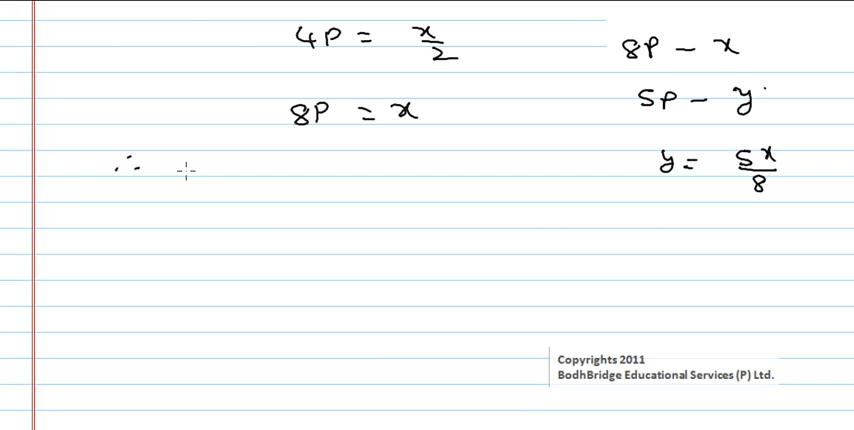 4P = x/2
8P = x
∴
8P – x
5P – y
y = 5x/8
Copyrights 2011
BodhBridge Educational Services (P) Ltd.